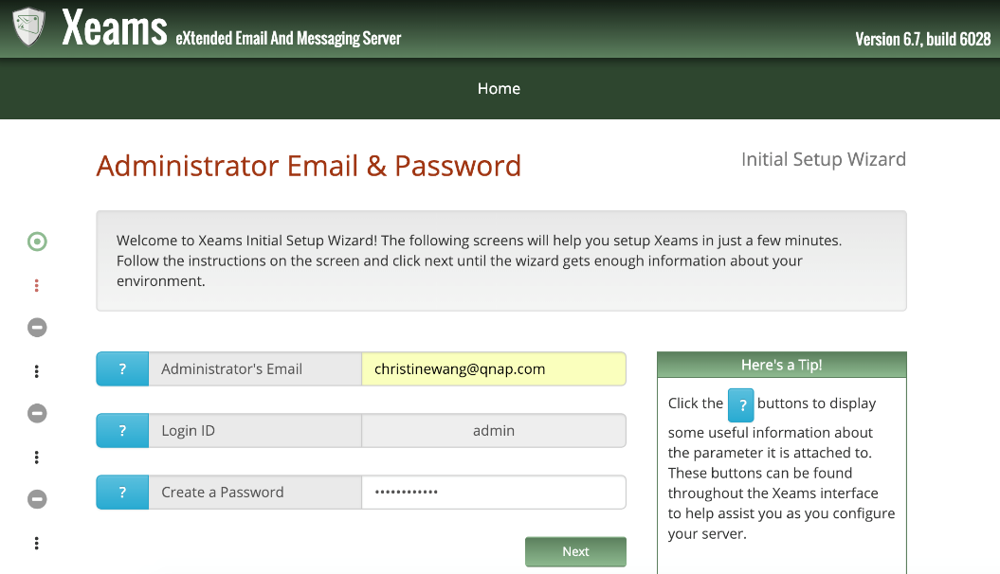 Xeams eXtended Email And Messaging Server
Version 6.7, build 6028
Home
Administrator Email & Password
Initial Setup Wizard
Welcome to Xeams Initial Setup Wizard! The following screens will help you setup Xeams in just a few minutes.
Follow the instructions on the screen and click next until the wizard gets enough information about your
environment.
? Administrator's Email christinewang@qnap.com
? Login ID admin
? Create a Password ••••••••••••
Next
Here's a Tip!
Click the ? buttons to display
some useful information about
the parameter it is attached to.
These buttons can be found
throughout the Xeams interface
to help assist you as you configure
your server.